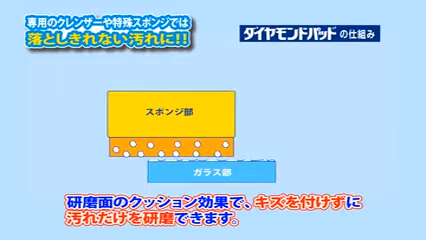 専用のクレンザーや特殊スポンジでは
落としきれない汚れに!!
ダイヤモンドパッドの仕組み
スポンジ部
ガラス部
研磨面のクッション効果で、キズを付けずに
汚れだけを研磨できます。